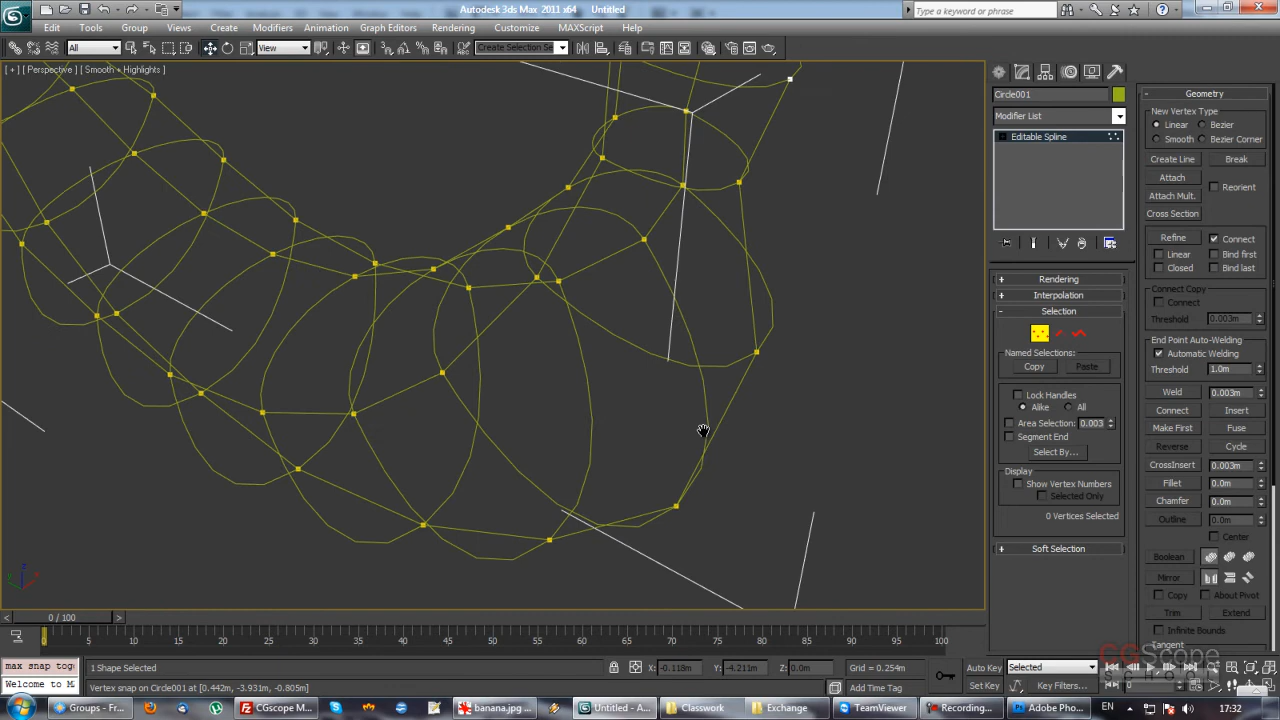 Autodesk 3ds Max 2011 x64 Untitled
Type a keyword or phrase
Edit Tools Group Views Create Modifiers Animation Graph Editors Rendering Customize MAXScript Help
All View Create Selection Se
[ + ] [ Perspective ] [ Smooth + Highlights ]
Circle001
Modifier List
Editable Spline
Rendering
Interpolation
Selection
Named Selections:
Copy Paste
Lock Handles
Alike All
Area Selection: 0.003
Segment End
Select By...
Display
Show Vertex Numbers
Selected Only
0 Vertices Selected
Soft Selection
Geometry
New Vertex Type
Linear Bezier
Smooth Bezier Corner
Create Line Break
Attach Reorient
Attach Mult.
Cross Section
Refine Connect
Linear Bind first
Closed Bind last
Connect Copy
Connect
Threshold 0.003m
End Point Auto-Welding
Automatic Welding
Threshold 1.0m
Weld 0.003m
Connect Insert
Make First Fuse
Reverse Cycle
CrossInsert 0.003m
Fillet 0.0m
Chamfer 0.0m
Outline 0.0m
Center
Boolean
Mirror
Copy About Pivot
Trim Extend
Infinite Bounds
Tangent
CGScope
school
0 / 100
0 5 10 15 20 25 30 35 40 45 50 55 60 65 70 75 80 85 90 95 100
max snap tog
Welcome to M
1 Shape Selected
X: -0.118m Y: -4.211m Z: 0.0m Grid = 0.254m
Vertex snap on Circle001 at [0.442m, -3.931m, -0.805m]
Add Time Tag
Auto Key Selected
Set Key Key Filters...
0
Groups - Fr...
CGscope M...
banana.jpg ...
Untitled - A...
Classwork
Exchange
TeamViewer
Recording...
Adobe Pho...
EN
17:32